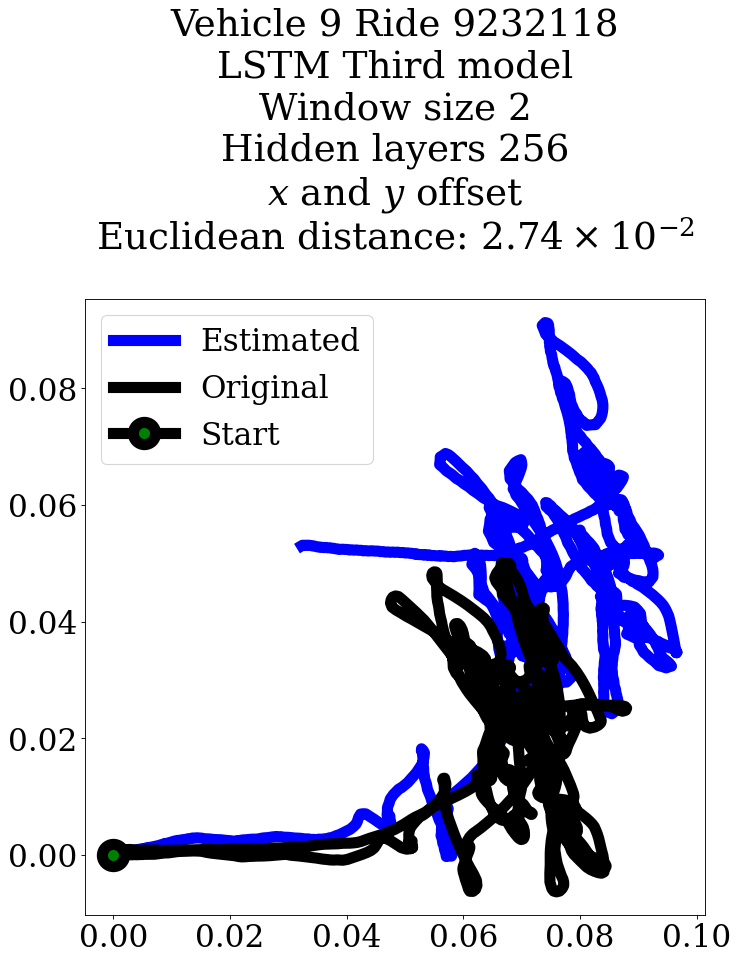 Vehicle 9 Ride 9232118
LSTM Third model
Window size 2
Hidden layers 256
x and y offset
Euclidean distance: 2.74 × 10⁻²
Estimated
Original
Start
0.08
0.06
0.04
0.02
0.00
0.00 0.02 0.04 0.06 0.08 0.10